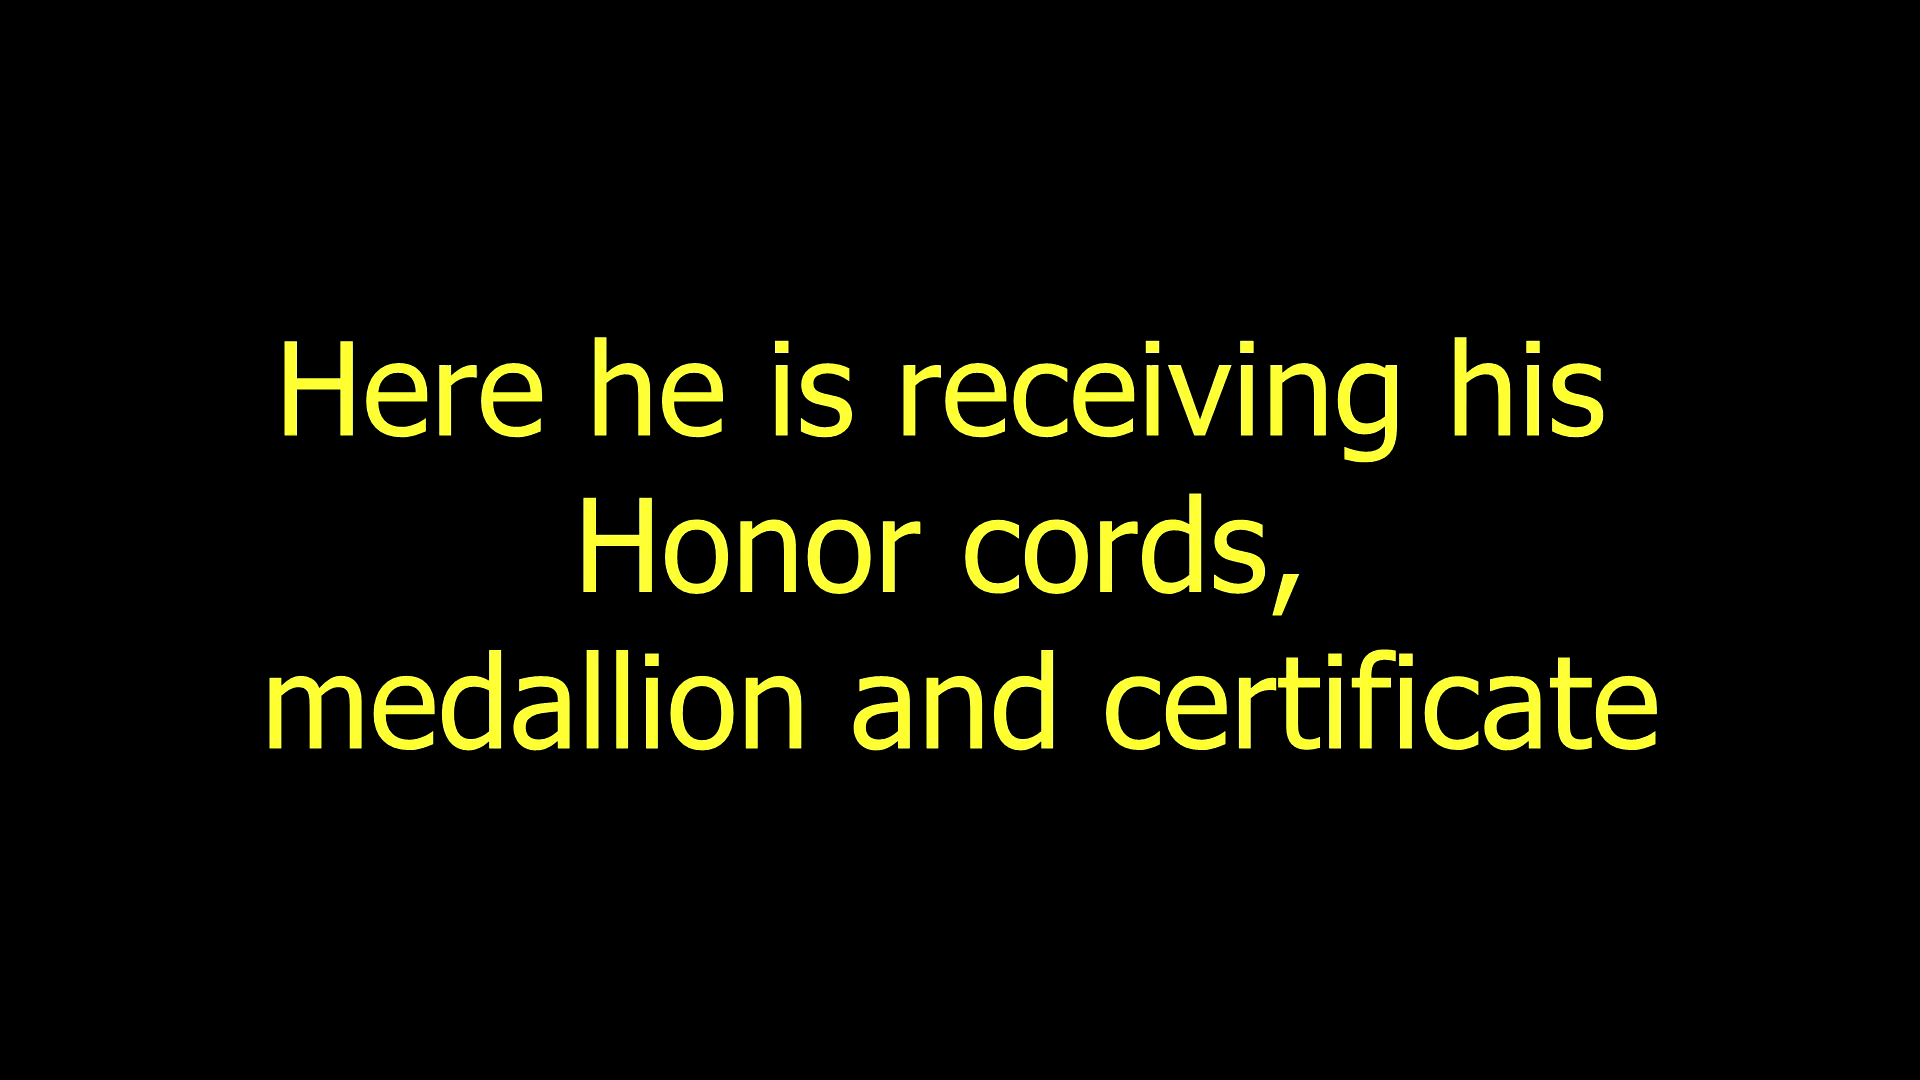 Here he is receiving his
Honor cords,
medallion and certificate